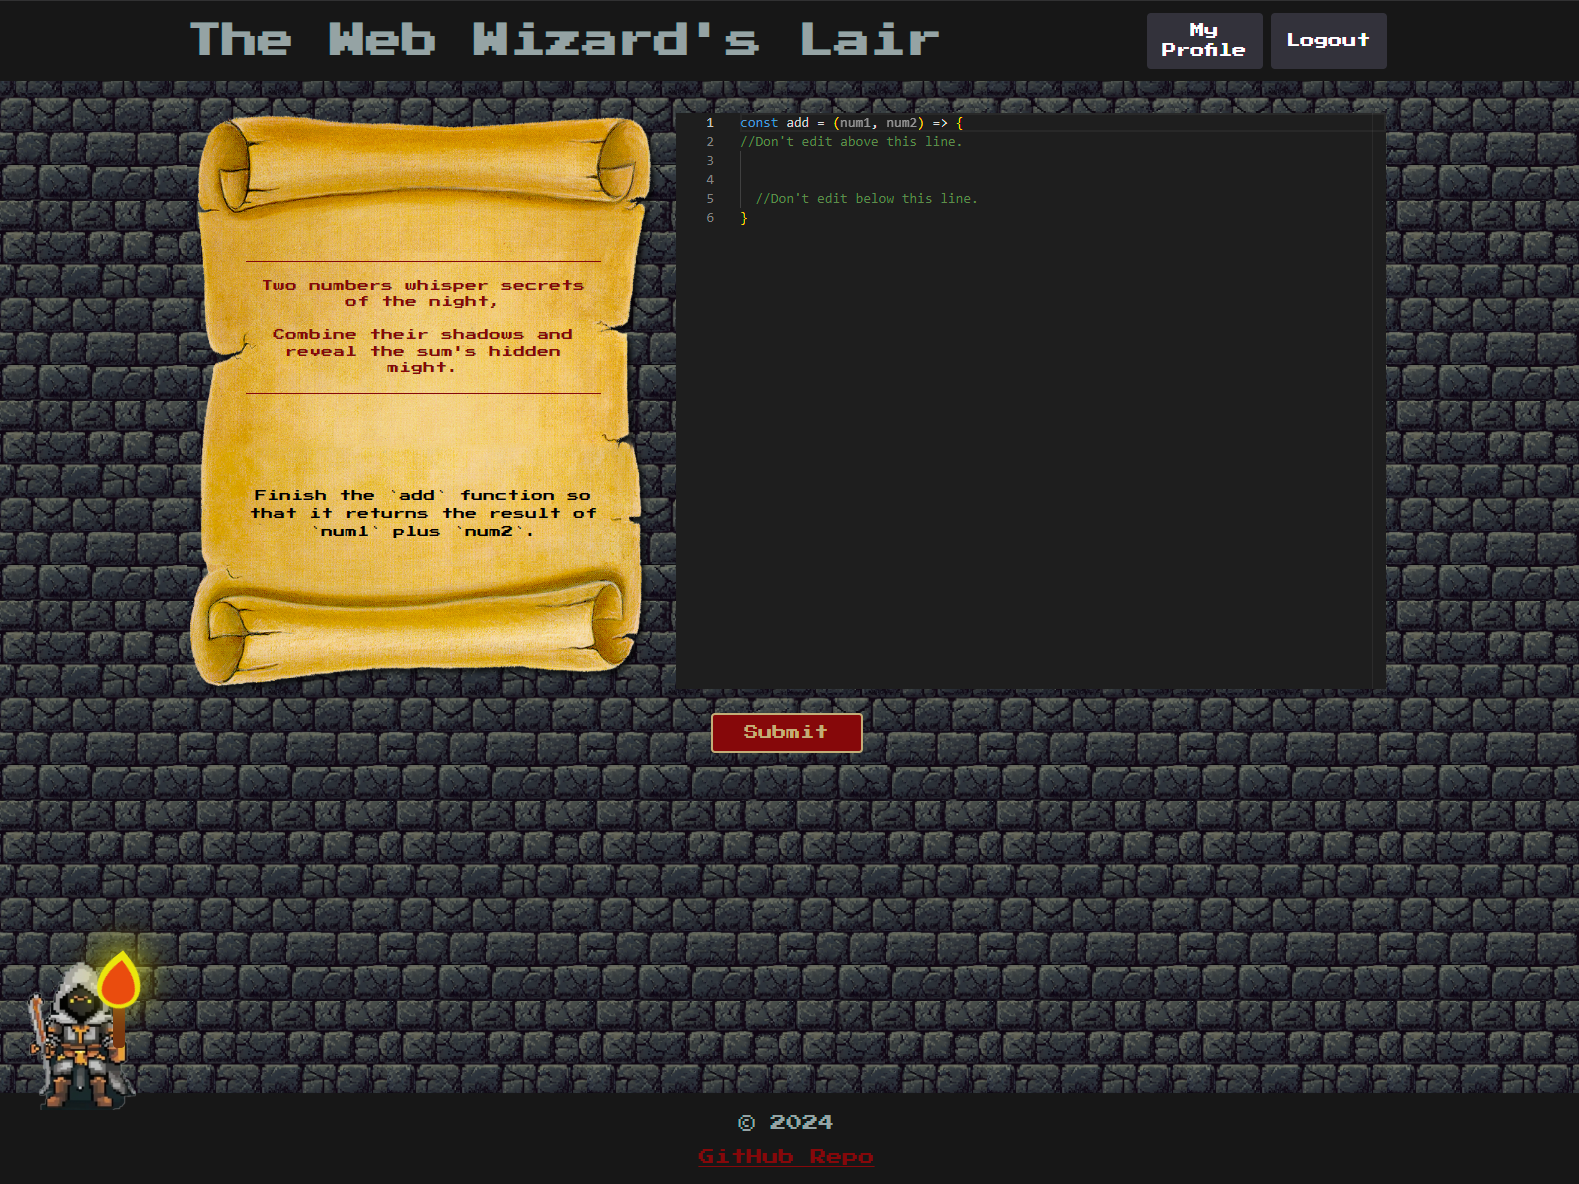 The Web Wizard's Lair
My
Profile
Logout
Two numbers whisper secrets
of the night,
Combine their shadows and
reveal the sum's hidden
might.
Finish the `add` function so
that it returns the result of
`num1` plus `num2`.
1 const add = (num1, num2) => {
2 //Don't edit above this line.
3
4
5 //Don't edit below this line.
6 }
Submit
© 2024
GitHub Repo